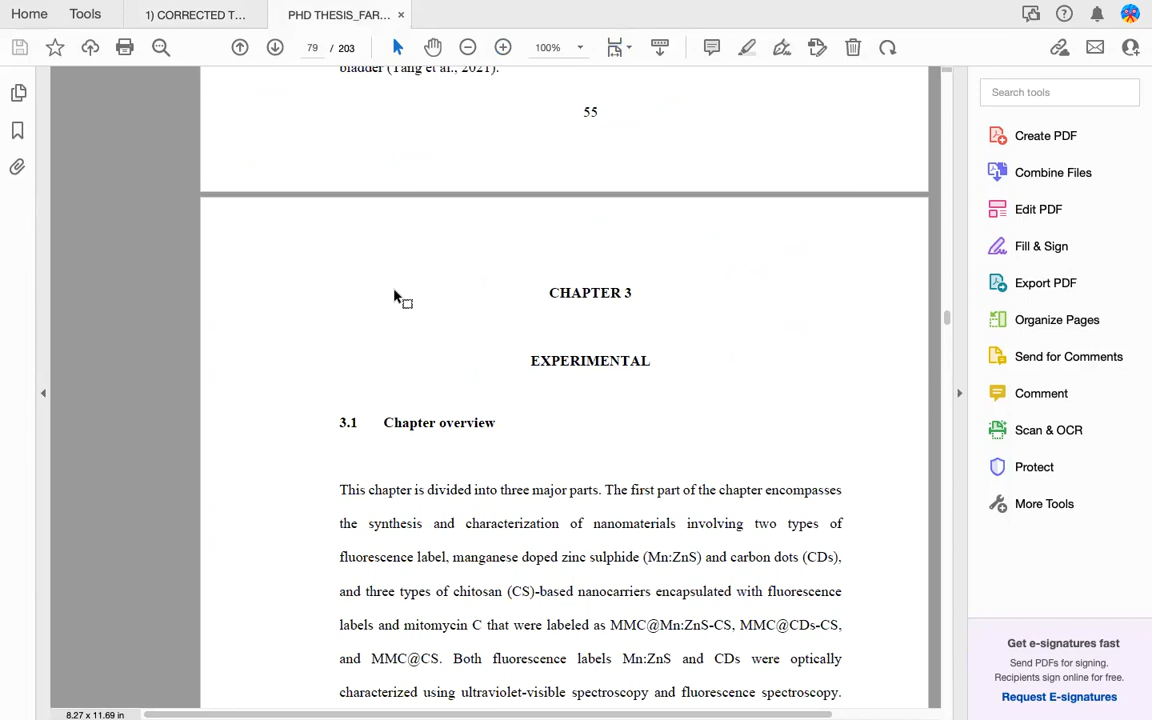 Home
Tools
1) CORRECTED T...
PHD THESIS_FAR...
79 / 203
100%
bladder (Tang et al., 2021).
55
CHAPTER 3
EXPERIMENTAL
3.1 Chapter overview
This chapter is divided into three major parts. The first part of the chapter encompasses
the synthesis and characterization of nanomaterials involving two types of
fluorescence label, manganese doped zinc sulphide (Mn:ZnS) and carbon dots (CDs),
and three types of chitosan (CS)-based nanocarriers encapsulated with fluorescence
labels and mitomycin C that were labeled as MMC@Mn:ZnS-CS, MMC@CDs-CS,
and MMC@CS. Both fluorescence labels Mn:ZnS and CDs were optically
characterized using ultraviolet-visible spectroscopy and fluorescence spectroscopy.
8.27 x 11.69 in
Search tools
Create PDF
Combine Files
Edit PDF
Fill & Sign
Export PDF
Organize Pages
Send for Comments
Comment
Scan & OCR
Protect
More Tools
Get e-signatures fast
Send PDFs for signing.
Recipients sign online for free.
Request E-signatures